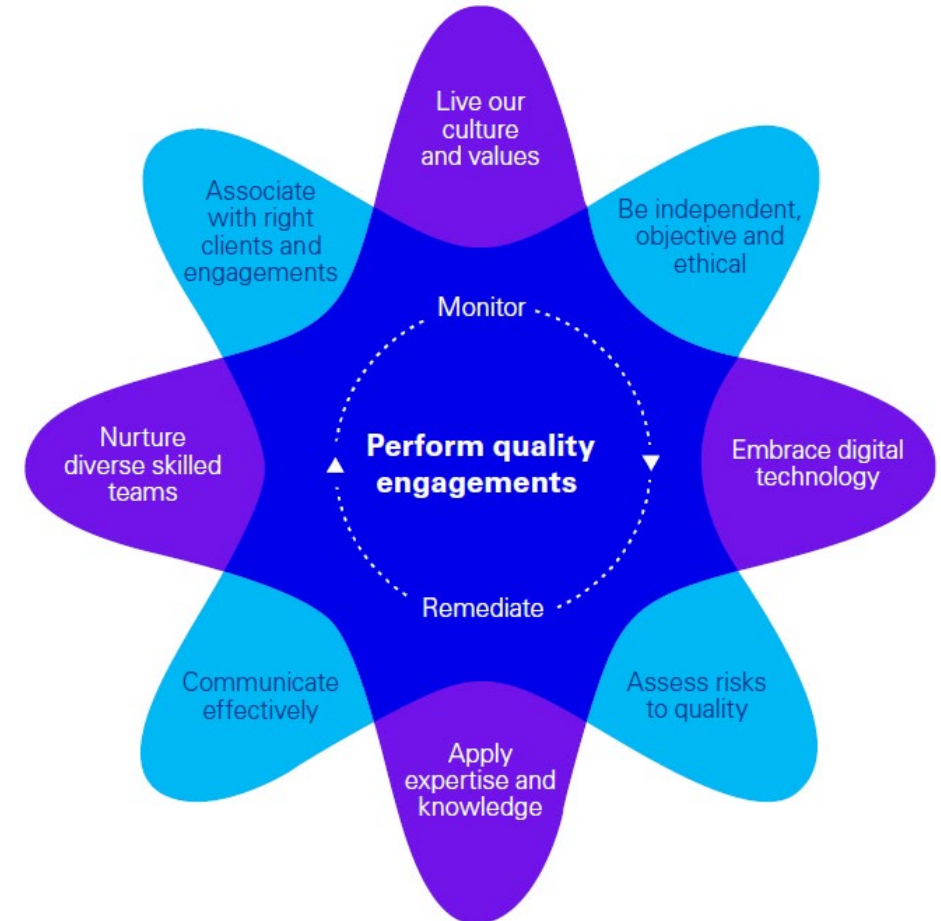 Live our
culture
and values
Associate
with right
clients and
engagements
Be independent,
objective and
ethical
Monitor
Nurture
diverse skilled
teams
Perform quality
engagements
Embrace digital
technology
Remediate
Communicate
effectively
Assess risks
to quality
Apply
expertise and
knowledge